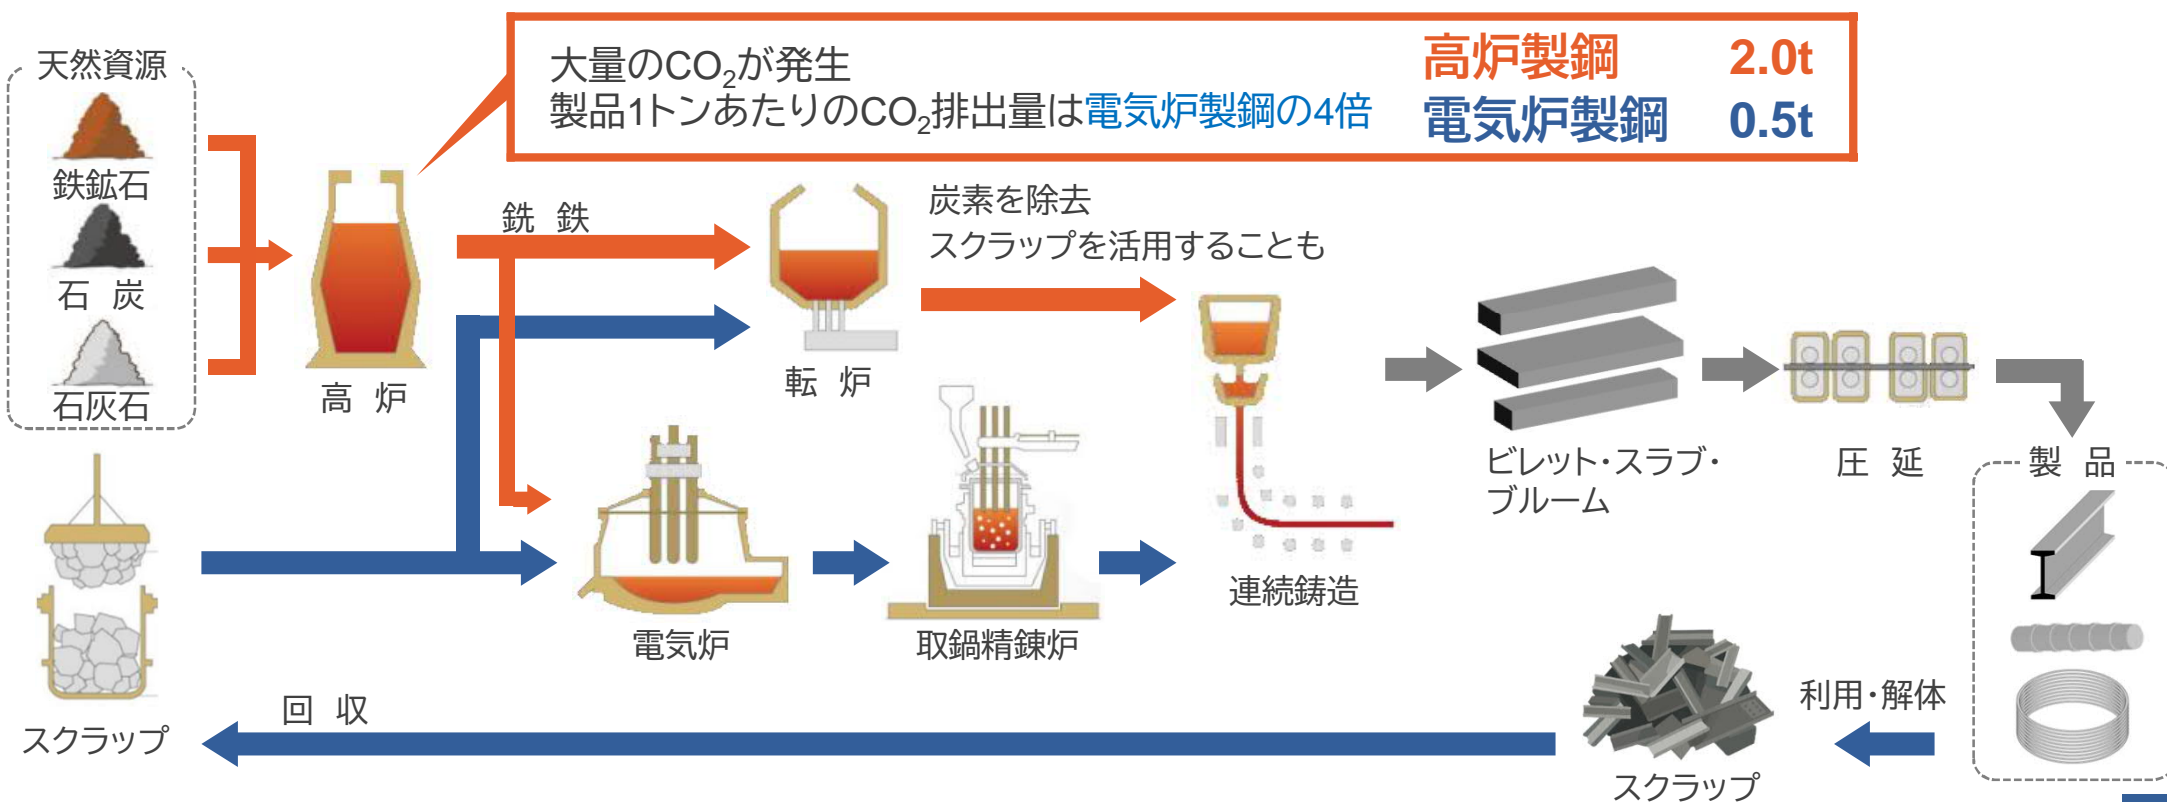 天然資源
鉄鉱石
石 炭
石灰石
大量のCO₂が発生
製品1トンあたりのCO₂排出量は電気炉製鋼の4倍
高炉製鋼 2.0t
電気炉製鋼 0.5t
高 炉
銑 鉄
転 炉
炭素を除去
スクラップを活用することも
電気炉
取鍋精錬炉
連続鋳造
ビレット・スラブ・
ブルーム
圧 延
製 品
利用・解体
スクラップ
回 収
スクラップ